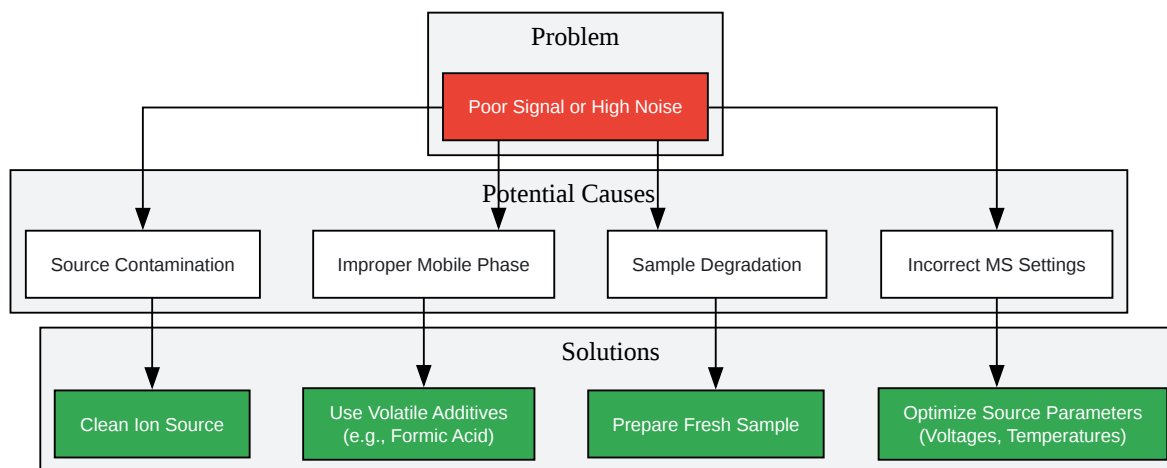 Problem
Poor Signal or High Noise
Potential Causes
Source Contamination
Improper Mobile Phase
Sample Degradation
Incorrect MS Settings
Solutions
Clean Ion Source
Use Volatile Additives
(e.g., Formic Acid)
Prepare Fresh Sample
Optimize Source Parameters
(Voltages, Temperatures)